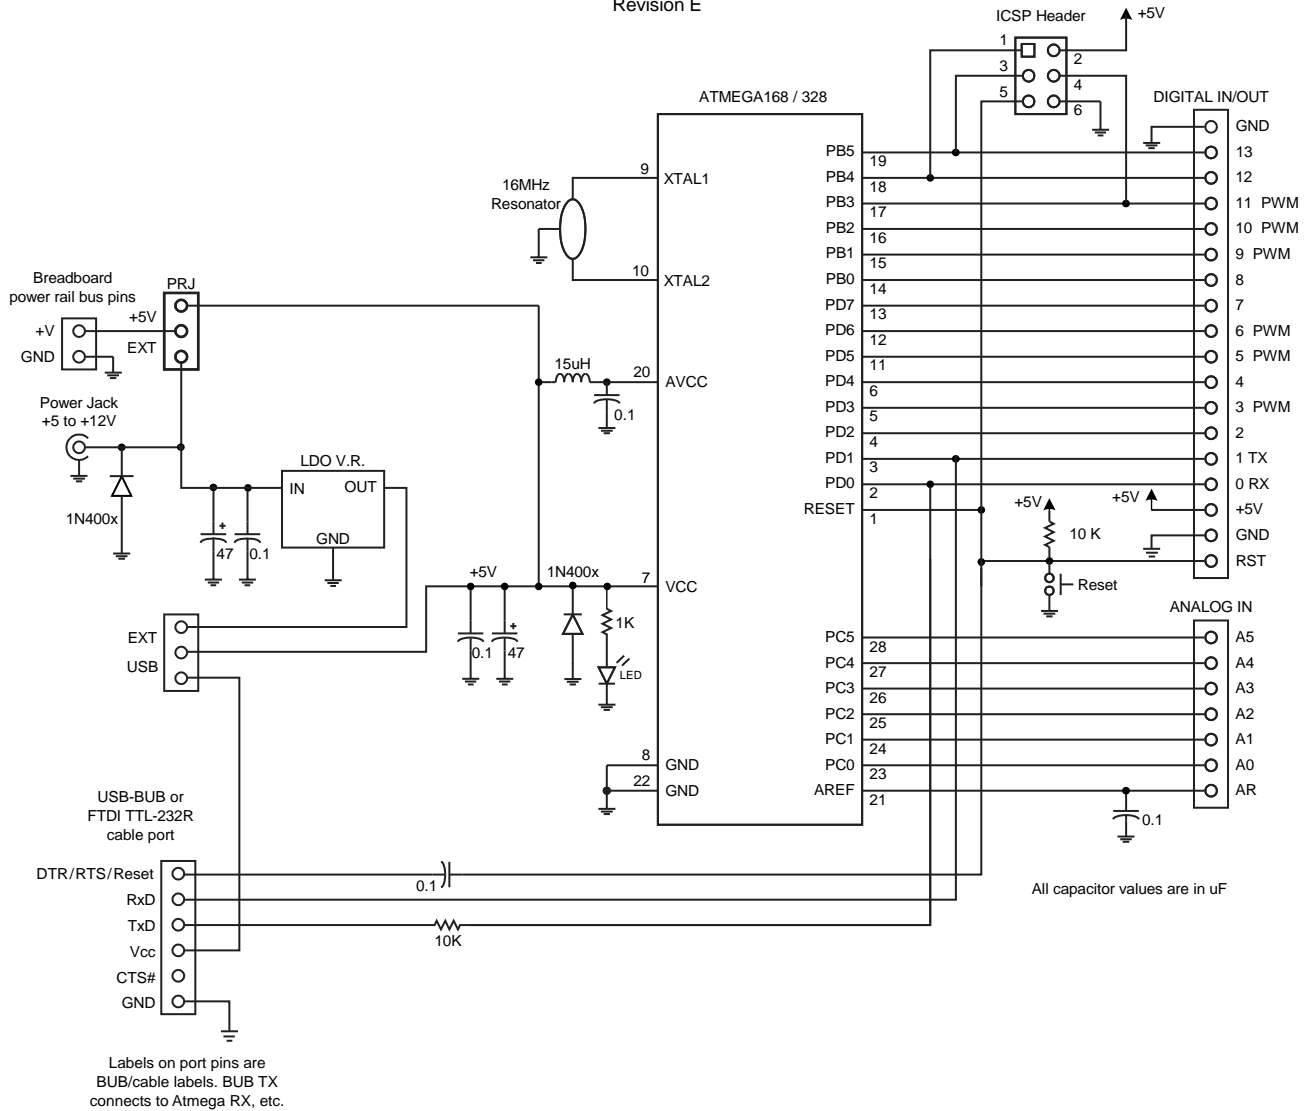 Revision E
ICSP Header
+5V
1
2
3
4
5
6
ATMEGA168 / 328
DIGITAL IN/OUT
GND
PB5
19
13
PB4
18
12
PB3
17
11 PWM
PB2
16
10 PWM
PB1
15
9 PWM
PB0
14
8
PD7
13
7
PD6
12
6 PWM
PD5
11
5 PWM
PD4
6
4
PD3
5
3 PWM
PD2
4
2
PD1
3
1 TX
PD0
2
0 RX
RESET
1
+5V
10 K
+5V
+5V
GND
RST
Reset
9
XTAL1
16MHz
Resonator
10
XTAL2
Breadboard
power rail bus pins
PRJ
+5V
+V
EXT
GND
15uH
20
AVCC
0.1
Power Jack
+5 to +12V
LDO V.R.
IN
OUT
GND
1N400x
+
47
0.1
+5V
1N400x
7
VCC
0.1
+
47
1K
LED
EXT
USB
ANALOG IN
PC5
28
A5
PC4
27
A4
PC3
26
A3
PC2
25
A2
PC1
24
A1
PC0
23
A0
AREF
21
AR
0.1
8
GND
22
GND
USB-BUB or
FTDI TTL-232R
cable port
DTR/RTS/Reset
0.1
RxD
TxD
10K
Vcc
CTS#
GND
All capacitor values are in uF
Labels on port pins are
BUB/cable labels. BUB TX
connects to Atmega RX, etc.